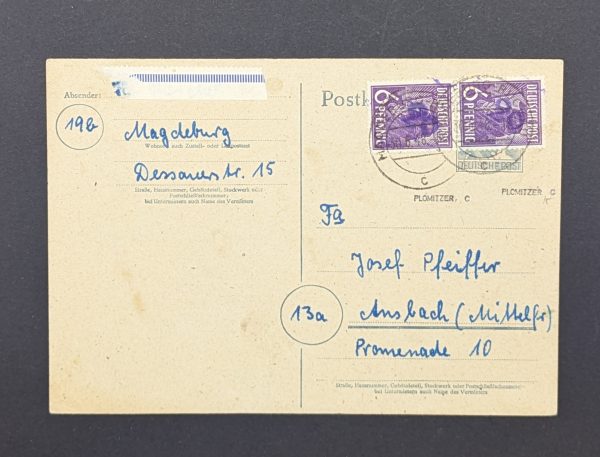 Absender:
19b
Magdeburg
Wohnort, auch Zustell- oder Leitpostamt
Dessauerstr. 15
Straße, Hausnummer, Gebäudeteil, Stockwerk oder
Postschließfachnummer,
bei Untermietern auch Name des Vermieters
Postk
6 PFENNIG
DEUTSCHE POST
6 PFENNIG
DEUTSCHE POST
DEUTSCHE POST
C
C
PLOMITZER, C
PLOMITZER C
Fa
Josef Pfeiffer
13a
Ansbach (Mittelfr)
Promenade 10
Straße, Hausnummer, Gebäudeteil, Stockwerk oder Postschließfachnummer
bei Untermietern auch Name des Vermieters